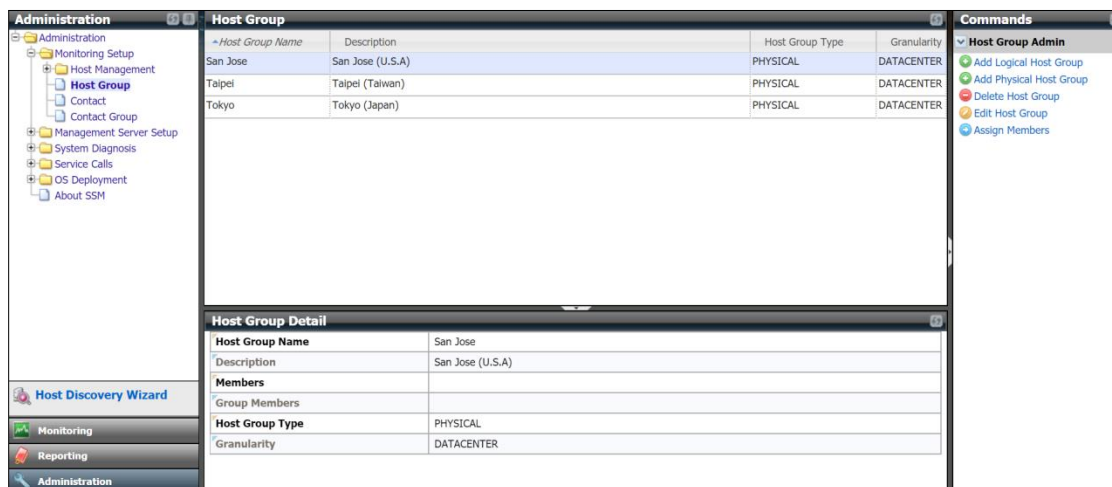 Administration
Administration
Monitoring Setup
Host Management
Host Group
Contact
Contact Group
Management Server Setup
System Diagnosis
Service Calls
OS Deployment
About SSM
Host Discovery Wizard
Monitoring
Reporting
Administration
Host Group
Host Group Name Description Host Group Type Granularity
San Jose San Jose (U.S.A) PHYSICAL DATACENTER
Taipei Taipei (Taiwan) PHYSICAL DATACENTER
Tokyo Tokyo (Japan) PHYSICAL DATACENTER
Host Group Detail
Host Group Name San Jose
Description San Jose (U.S.A)
Members
Group Members
Host Group Type PHYSICAL
Granularity DATACENTER
Commands
Host Group Admin
Add Logical Host Group
Add Physical Host Group
Delete Host Group
Edit Host Group
Assign Members